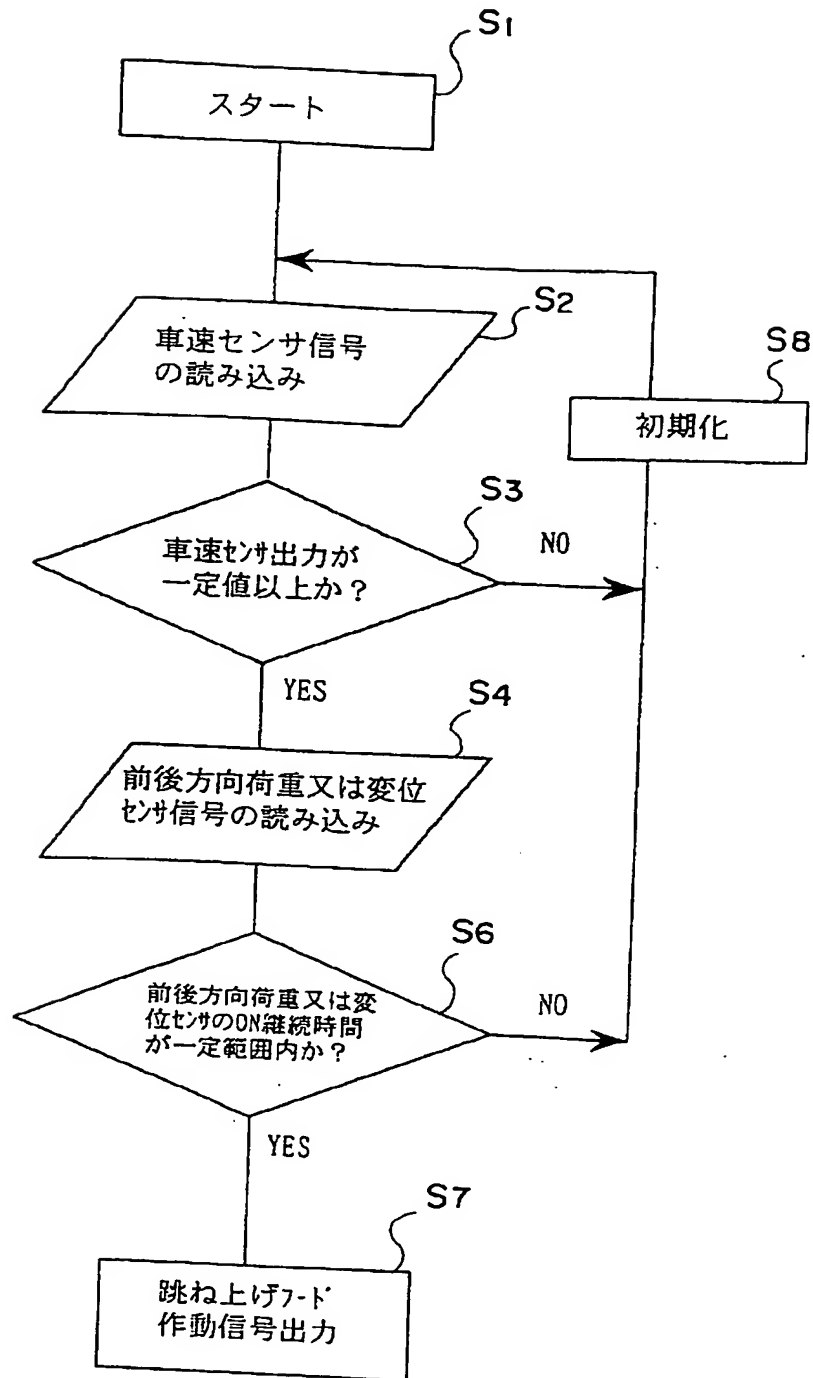 S1
スタート
S2
車速センサ信号
の読み込み
S8
初期化
S3
車速ｾﾝｻ出力が
一定値以上か？
NO
YES
S4
前後方向荷重又は変位
ｾﾝｻ信号の読み込み
S6
前後方向荷重又は変
位ｾﾝｻのON継続時間
が一定範囲内か？
NO
YES
S7
跳ね上げﾌｰﾄﾞ
作動信号出力